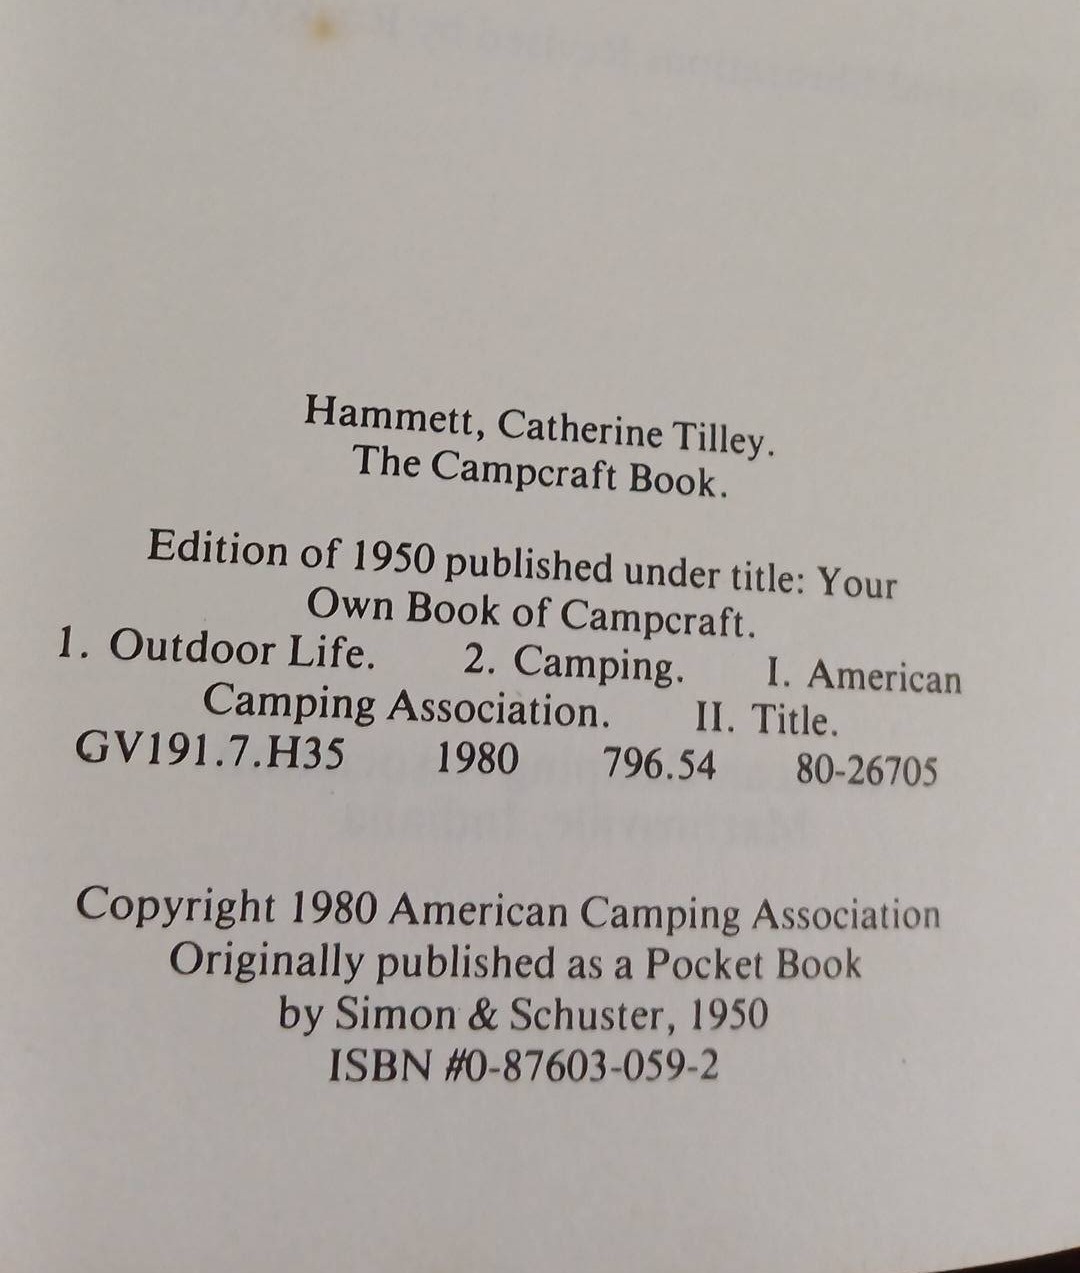 Hammett, Catherine Tilley.
The Campcraft Book.
Edition of 1950 published under title: Your
Own Book of Campcraft.
1. Outdoor Life. 2. Camping. I. American
Camping Association. II. Title.
GV191.7.H35 1980 796.54 80-26705
Copyright 1980 American Camping Association
Originally published as a Pocket Book
by Simon & Schuster, 1950
ISBN #0-87603-059-2